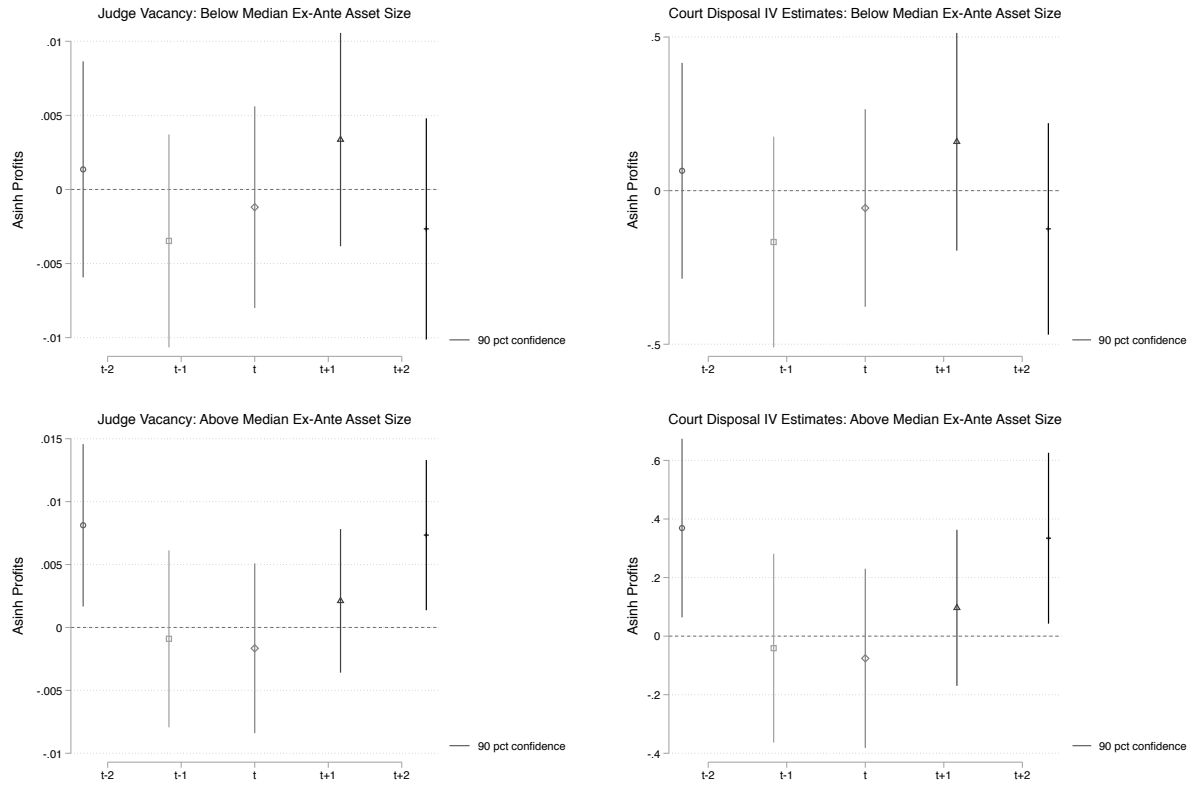 Judge Vacancy: Below Median Ex-Ante Asset Size
Asinh Profits
.01
.005
0
-.005
-.01
t-2 t-1 t t+1 t+2
90 pct confidence
Court Disposal IV Estimates: Below Median Ex-Ante Asset Size
Asinh Profits
.5
0
-.5
t-2 t-1 t t+1 t+2
90 pct confidence
Judge Vacancy: Above Median Ex-Ante Asset Size
Asinh Profits
.015
.01
.005
0
-.005
-.01
t-2 t-1 t t+1 t+2
90 pct confidence
Court Disposal IV Estimates: Above Median Ex-Ante Asset Size
Asinh Profits
.6
.4
.2
0
-.2
-.4
t-2 t-1 t t+1 t+2
90 pct confidence